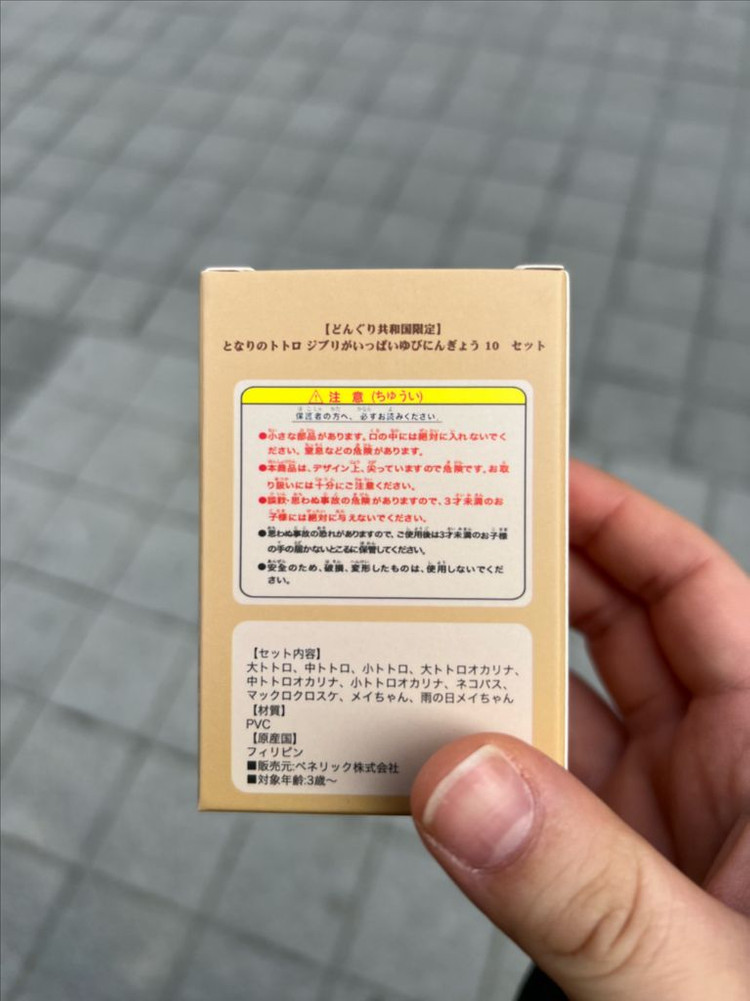 【どんぐり共和国限定】
となりのトトロ ジブリがいっぱいゆびにんぎょう 10 セット
⚠注 意 (ちゅうい)
保護者の方へ、必ずお読みください。
●小さな部品があります。口の中には絶対に入れないでく
ださい。窒息などの危険があります。
●本商品は、デザイン上、尖っていますので危険です。お取
り扱いには十分にご注意ください。
●誤飲・思わぬ事故の危険がありますので、3才未満のお
子様には絶対に与えないでください。
●思わぬ事故の恐れがありますので、ご使用後は3才未満のお子様
の手の届かないところに保管してください。
●安全のため、破損、変形したものは、使用しないでくだ
さい。
【セット内容】
大トトロ、中トトロ、小トトロ、大トトロオカリナ、
中トトロオカリナ、小トトロオカリナ、ネコバス、
マックロクロスケ、メイちゃん、雨の日メイちゃん
【材質】
PVC
【原産国】
フィリピン
■販売元:ベネリック株式会社
■対象年齢:3歳～